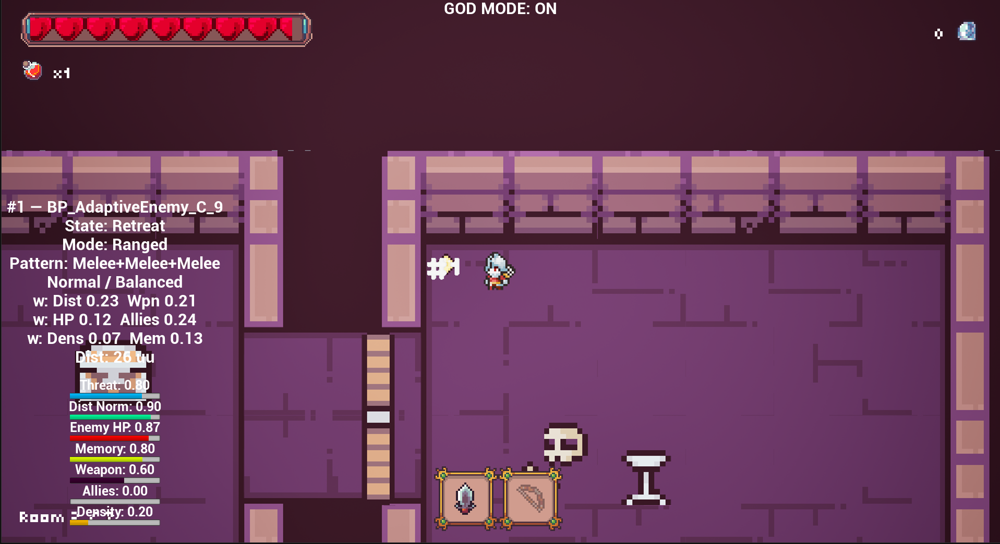 GOD MODE: ON
0
x1
#1 — BP_AdaptiveEnemy_C_9
State: Retreat
Mode: Ranged
Pattern: Melee+Melee+Melee
Normal / Balanced
w: Dist 0.23 Wpn 0.21
w: HP 0.12 Allies 0.24
w: Dens 0.07 Mem 0.13
Dist: 26 uu
#1
Threat: 0.80
Dist Norm: 0.90
Enemy HP: 0.87
Memory: 0.80
Weapon: 0.60
Allies: 0.00
Density: 0.20
Room